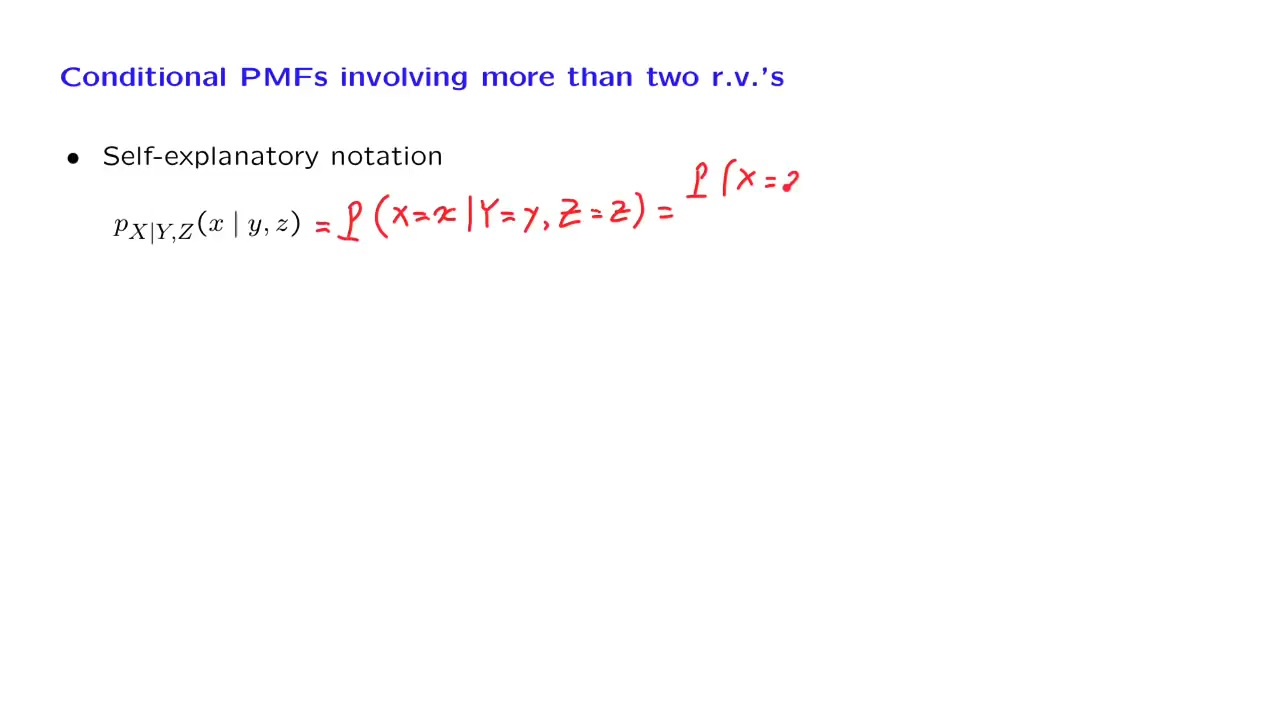 Conditional PMFs involving more than two r.v.'s
• Self-explanatory notation
p_{X|Y,Z}(x | y, z) = P(X=x | Y=y, Z=z) = P(X=